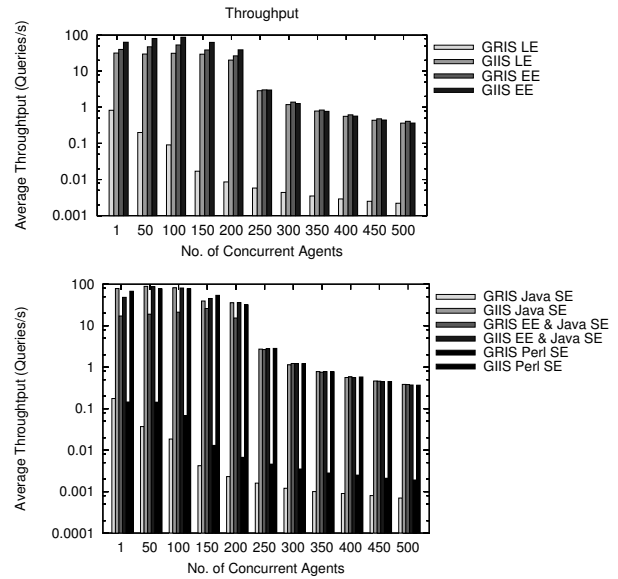 Throughput
Average Throughtput (Queries/s)
100
10
1
0.1
0.01
0.001
1 50 100 150 200 250 300 350 400 450 500
No. of Concurrent Agents
GRIS LE
GIIS LE
GRIS EE
GIIS EE
Average Throughtput (Queries/s)
100
10
1
0.1
0.01
0.001
0.0001
1 50 100 150 200 250 300 350 400 450 500
No. of Concurrent Agents
GRIS Java SE
GIIS Java SE
GRIS EE & Java SE
GIIS EE & Java SE
GRIS Perl SE
GIIS Perl SE